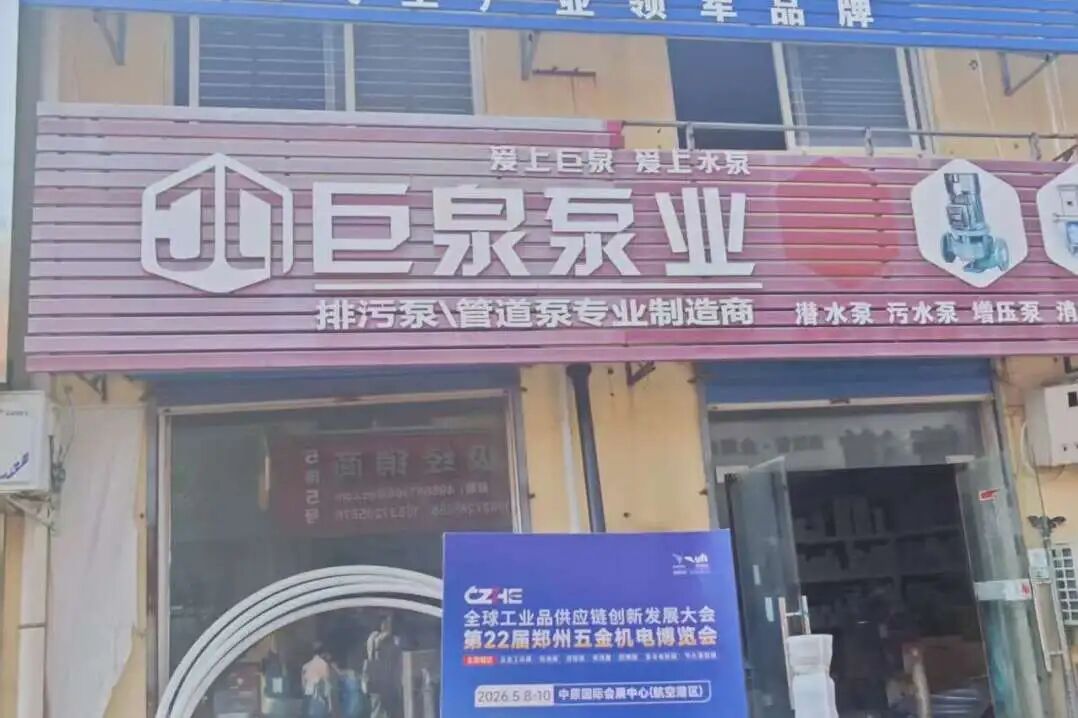 产业领军品牌
爱上巨泉 爱上水泵
巨泉泵业
排污泵\管道泵专业制造商
潜水泵 污水泵 增压泵 消
CZHE
全球工业品供应链创新发展大会
第22届郑州五金机电博览会
2026.5.8-10 中原国际会展中心(航空港区)